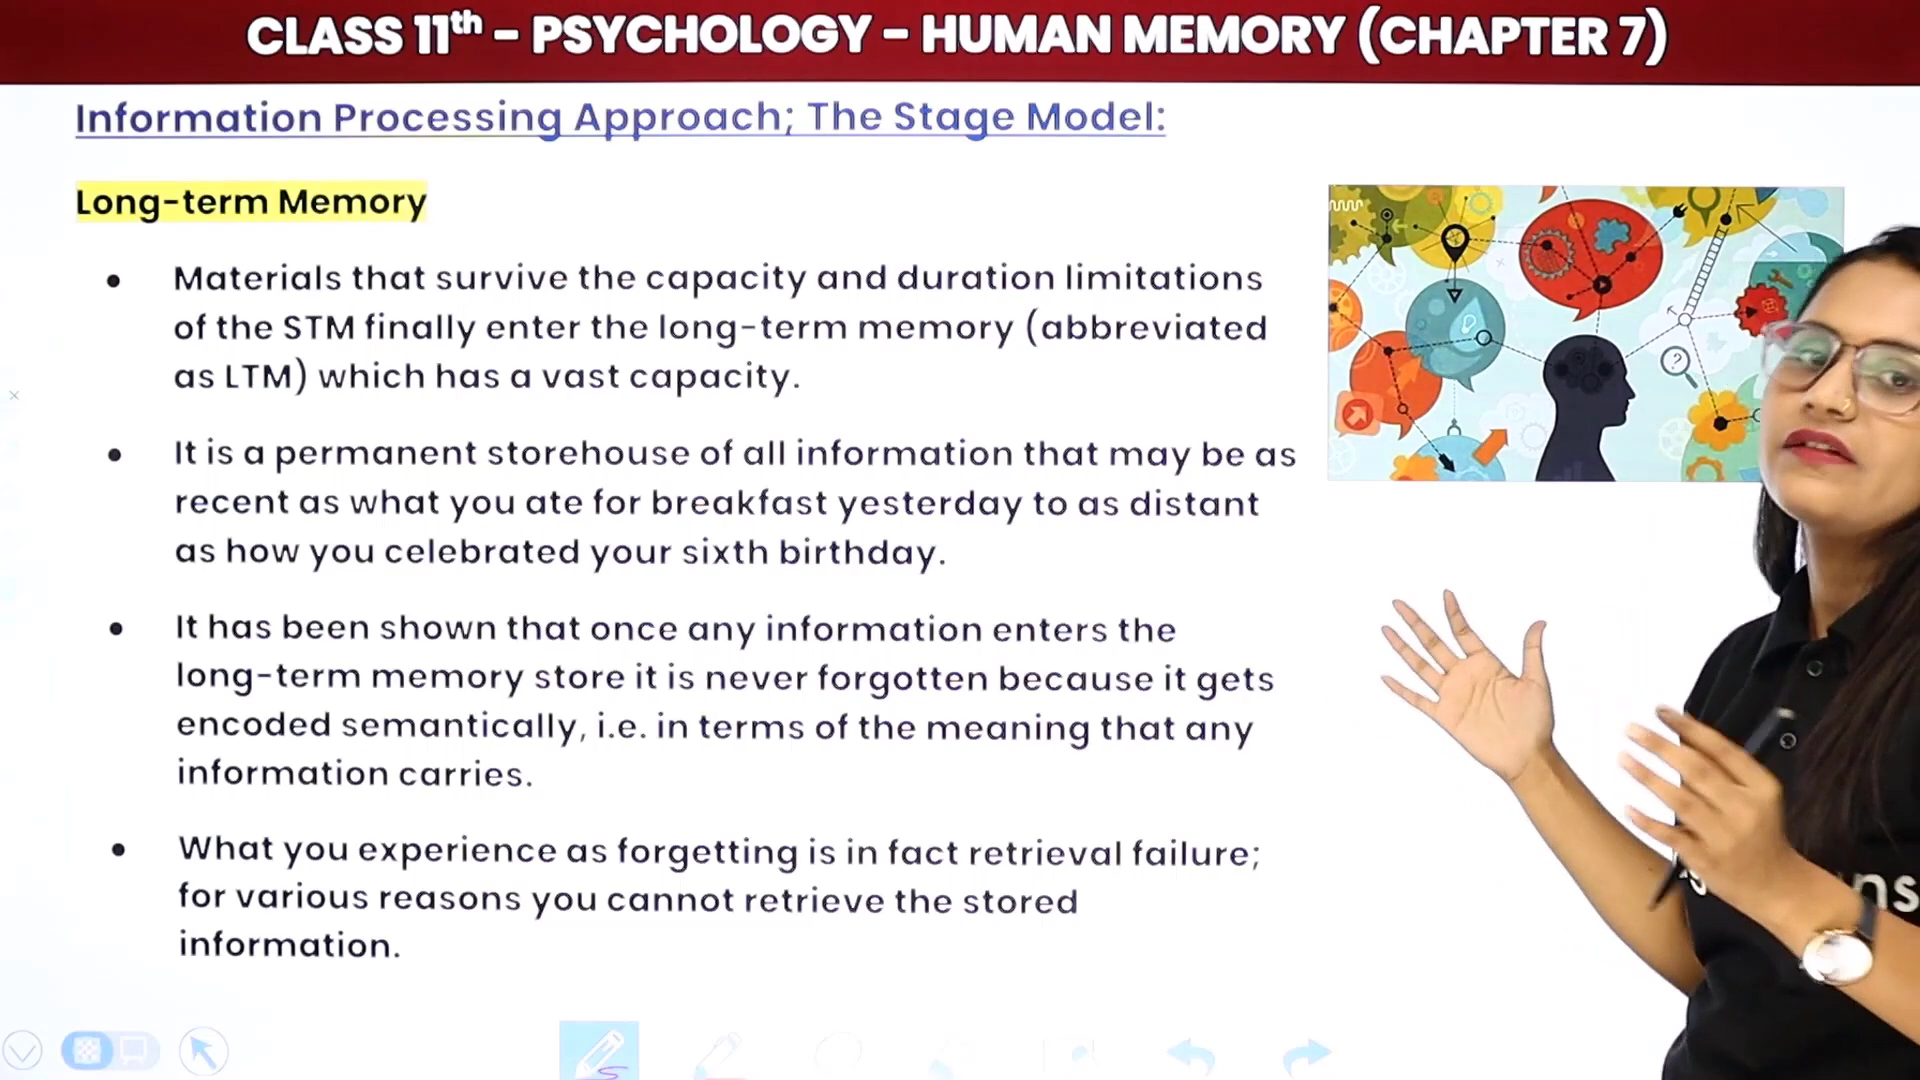 CLASS 11th - PSYCHOLOGY - HUMAN MEMORY (CHAPTER 7)
Information Processing Approach; The Stage Model:
Long-term Memory
• Materials that survive the capacity and duration limitations
of the STM finally enter the long-term memory (abbreviated
as LTM) which has a vast capacity.
• It is a permanent storehouse of all information that may be as
recent as what you ate for breakfast yesterday to as distant
as how you celebrated your sixth birthday.
• It has been shown that once any information enters the
long-term memory store it is never forgotten because it gets
encoded semantically, i.e. in terms of the meaning that any
information carries.
• What you experience as forgetting is in fact retrieval failure;
for various reasons you cannot retrieve the stored
information.